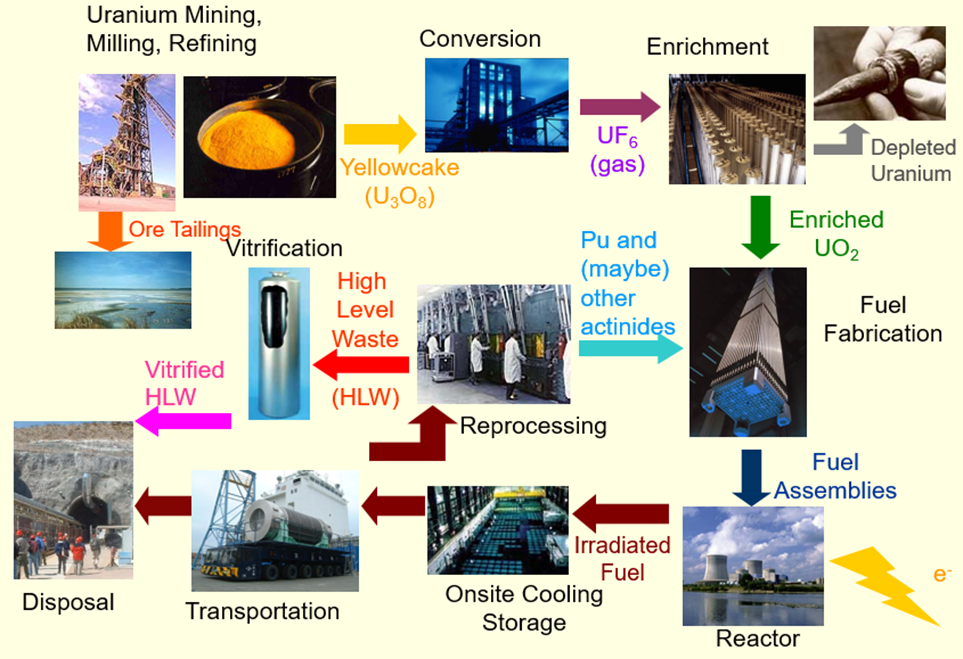 Uranium Mining,
Milling, Refining
Conversion
Enrichment
Yellowcake
(U₃O₈)
UF₆
(gas)
Depleted
Uranium
Ore Tailings
Enriched
UO₂
Vitrification
High
Level
Waste
(HLW)
Pu and
(maybe)
other
actinides
Fuel
Fabrication
Vitrified
HLW
Reprocessing
Fuel
Assemblies
Irradiated
Fuel
e⁻
Disposal
Transportation
Onsite Cooling
Storage
Reactor